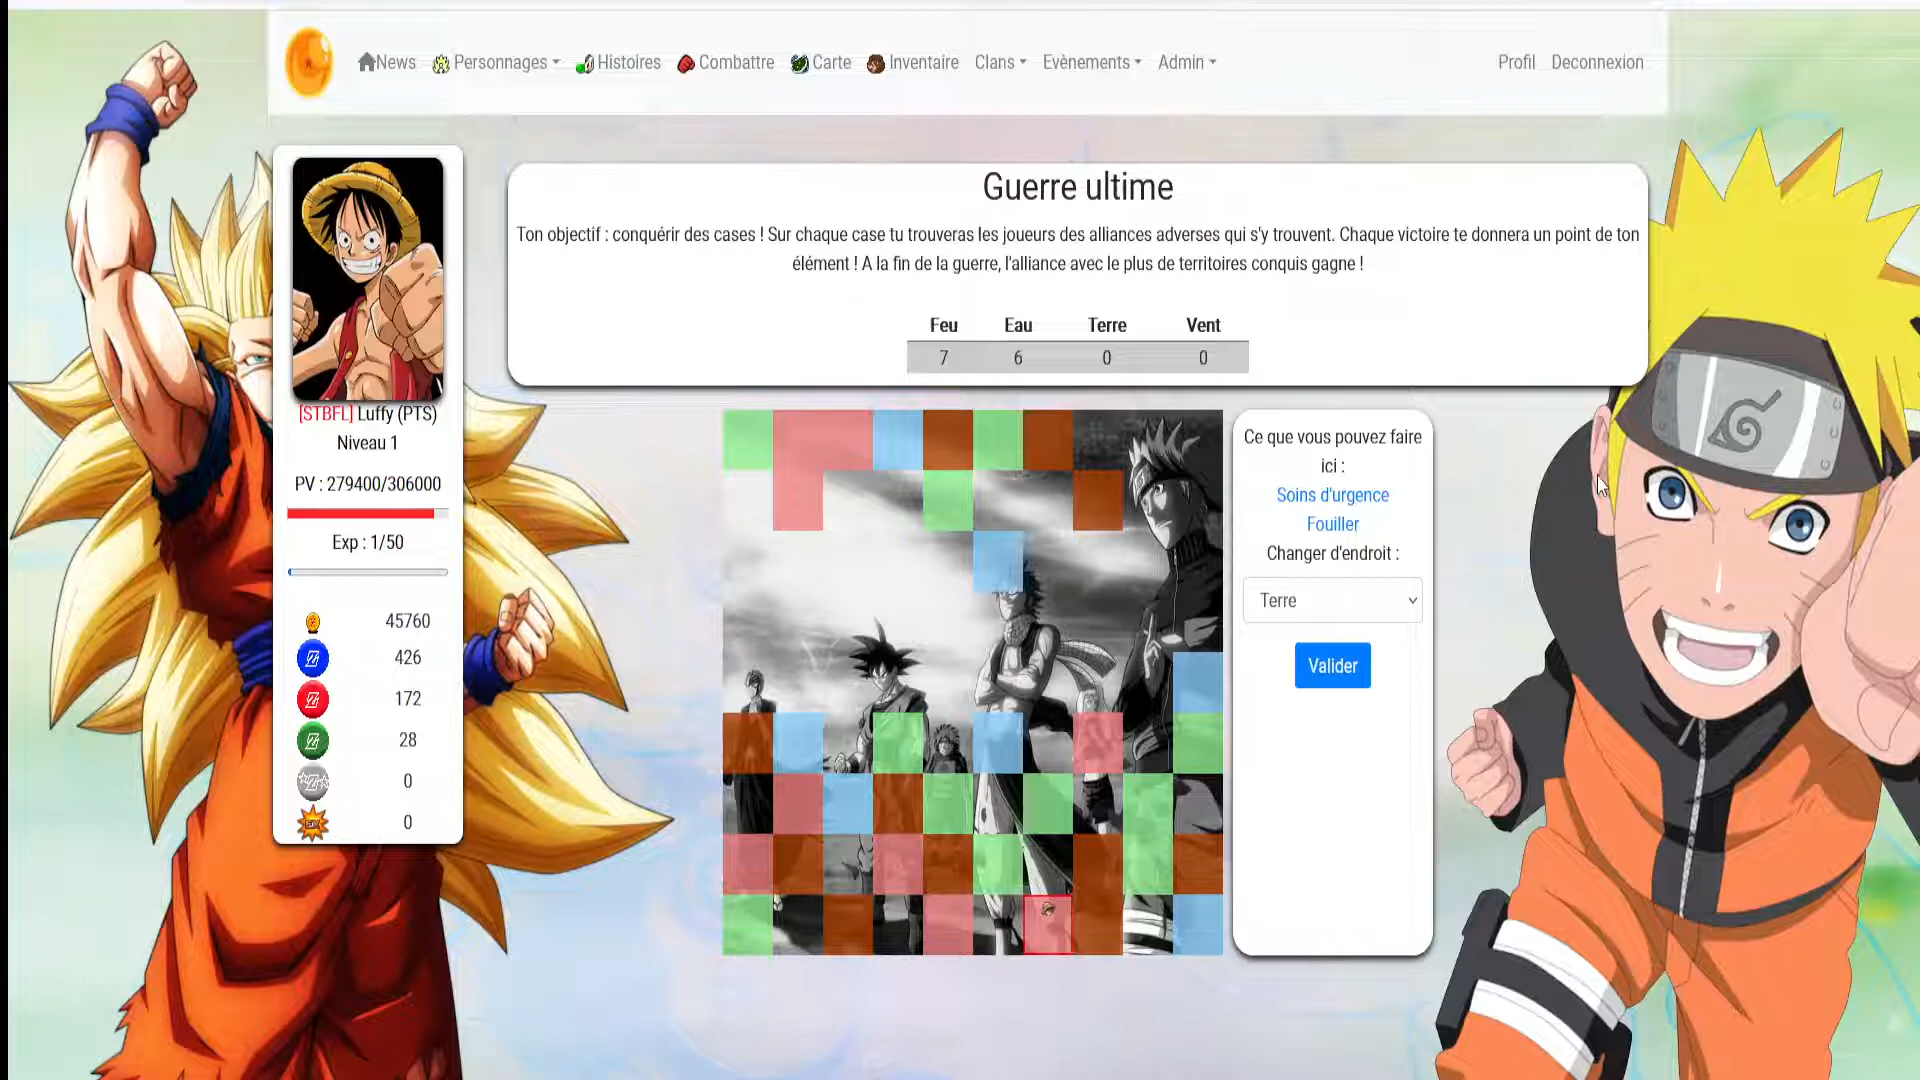 News Personnages Histoires Combattre Carte Inventaire Clans Evènements Admin Profil Deconnexion
Guerre ultime
Ton objectif : conquérir des cases ! Sur chaque case tu trouveras les joueurs des alliances adverses qui s'y trouvent. Chaque victoire te donnera un point de ton
élément ! A la fin de la guerre, l'alliance avec le plus de territoires conquis gagne !
Feu Eau Terre Vent
7 6 0 0
[STBFL] Luffy (PTS)
Niveau 1
PV : 279400/306000
Exp : 1/50
45760
426
172
28
0
0
Ce que vous pouvez faire
ici :
Soins d'urgence
Fouiller
Changer d'endroit :
Terre
Valider